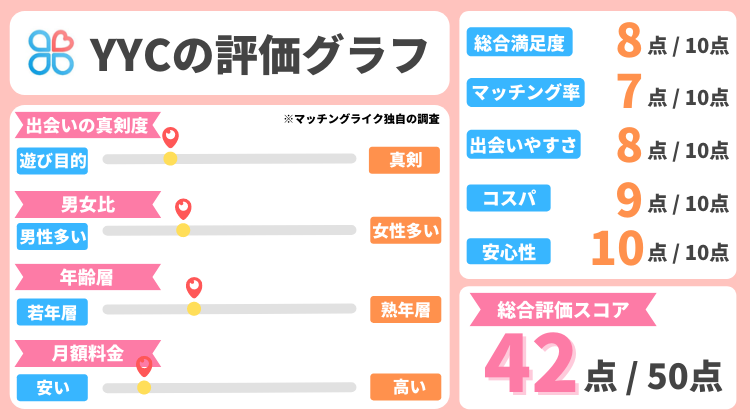 YYCの評価グラフ
※マッチングライク独自の調査
出会いの真剣度
遊び目的
真剣
男女比
男性多い
女性多い
年齢層
若年層
熟年層
月額料金
安い
高い
総合満足度 8点 / 10点
マッチング率 7点 / 10点
出会いやすさ 8点 / 10点
コスパ 9点 / 10点
安心性 10点 / 10点
総合評価スコア
42点 / 50点